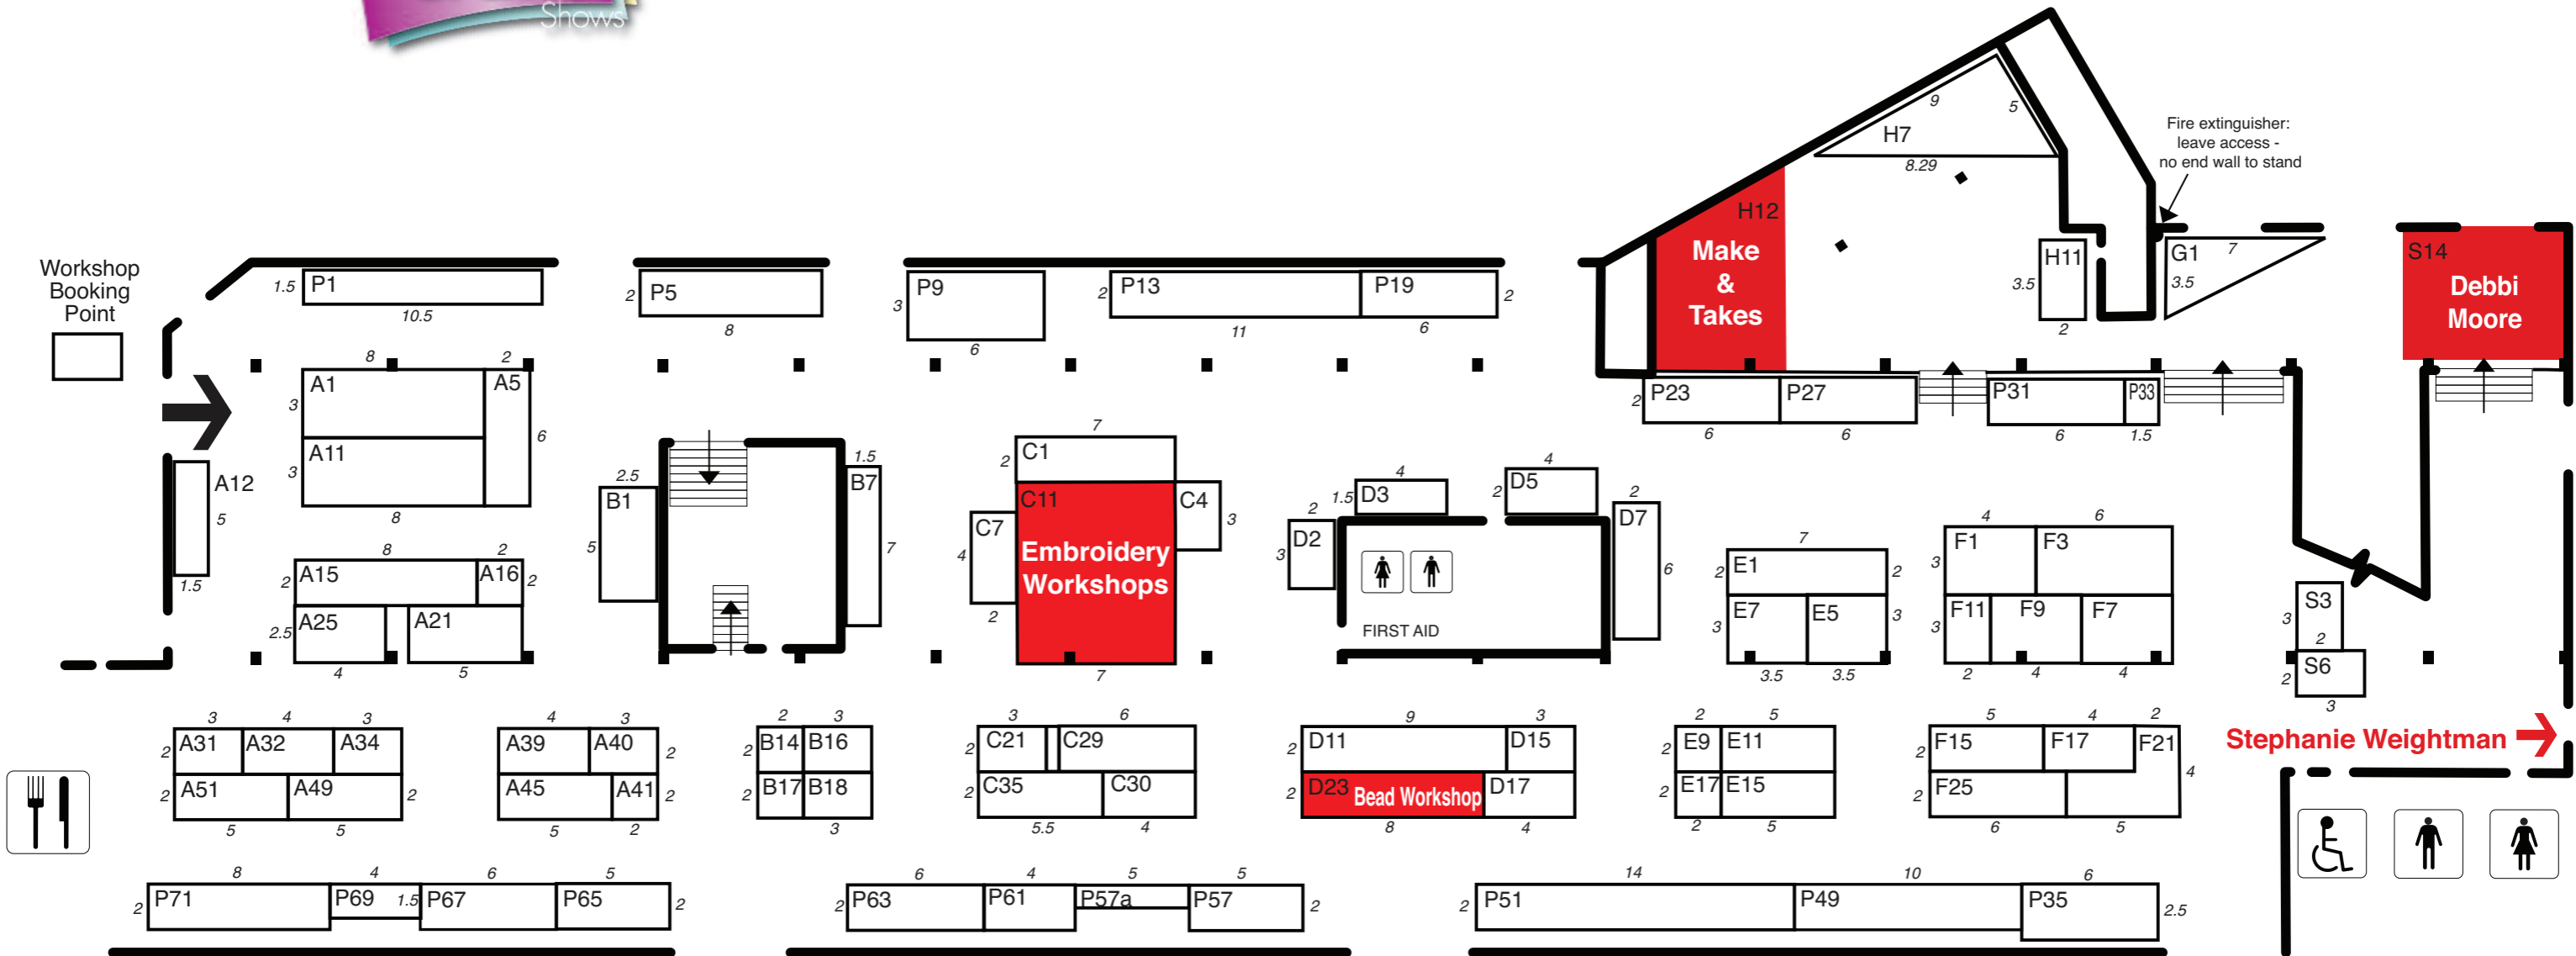 Shows
Workshop
Booking
Point
Fire extinguisher:
leave access -
no end wall to stand
9
5
H7
8.29
H12
Make
&
Takes
H11
3.5
2
G1
7
3.5
S14
Debbi
Moore
1.5
P1
10.5
2
P5
8
3
P9
6
2
P13
11
P19
6
2
2
P23
6
P27
6
P31
6
P33
1.5
8
2
A1
A5
3
6
A11
3
8
A12
5
1.5
8
2
2
A15
A16
2
A25
2.5
4
A21
5
2.5
B1
5
1.5
B7
7
7
2
C1
C11
Embroidery
Workshops
7
C4
3
C7
4
2
2
D2
3
4
1.5
D3
4
2
D5
2
D7
6
FIRST AID
7
2
E1
2
E7
3
3.5
E5
3
3.5
4
6
F1
F3
3
F11
F9
F7
3
2
4
4
S3
3
2
S6
2
3
Stephanie Weightman
3
4
3
2
A31
A32
A34
2
A51
A49
2
5
5
4
3
A39
A40
2
A45
A41
2
5
2
2
3
2
B14
B16
2
B17
B18
3
3
6
2
C21
C29
2
C35
C30
5.5
4
9
3
2
D11
D15
2
D23
Bead Workshop
D17
8
4
2
5
2
E9
E11
2
E17
E15
2
5
5
4
2
2
F15
F17
F21
4
2
F25
6
5
8
4
6
5
2
P71
P69
1.5
P67
P65
2
6
4
5
5
2
P63
P61
P57a
P57
2
14
10
6
2
P51
P49
P35
2.5